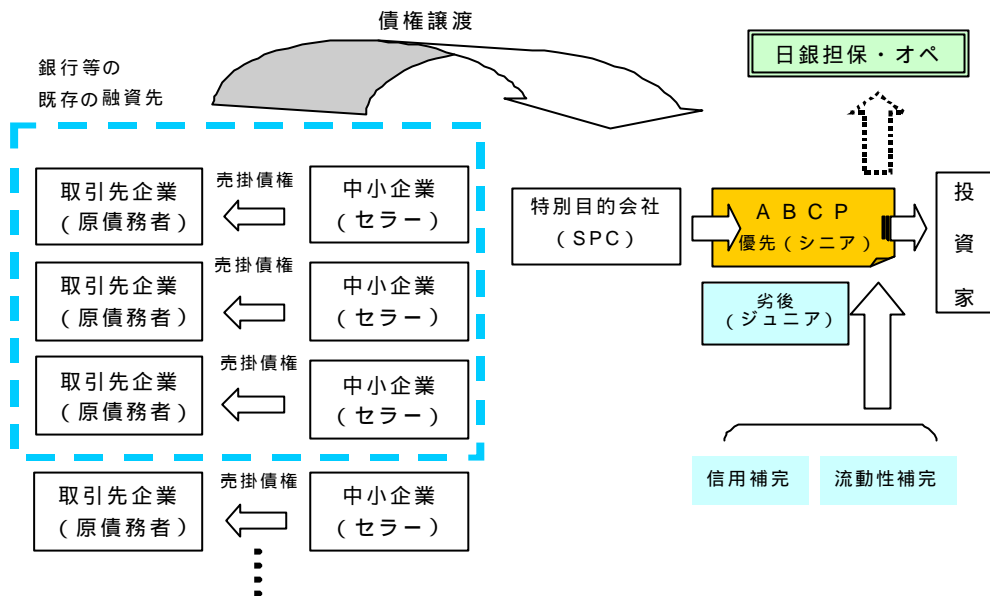 債権譲渡
銀行等の
既存の融資先
取引先企業
(原債務者)
売掛債権
中小企業
(セラー)
取引先企業
(原債務者)
売掛債権
中小企業
(セラー)
取引先企業
(原債務者)
売掛債権
中小企業
(セラー)
取引先企業
(原債務者)
売掛債権
中小企業
(セラー)
日銀担保・オペ
特別目的会社
(SPC)
ABCP
優先(シニア)
劣後
(ジュニア)
投資家
信用補完
流動性補完